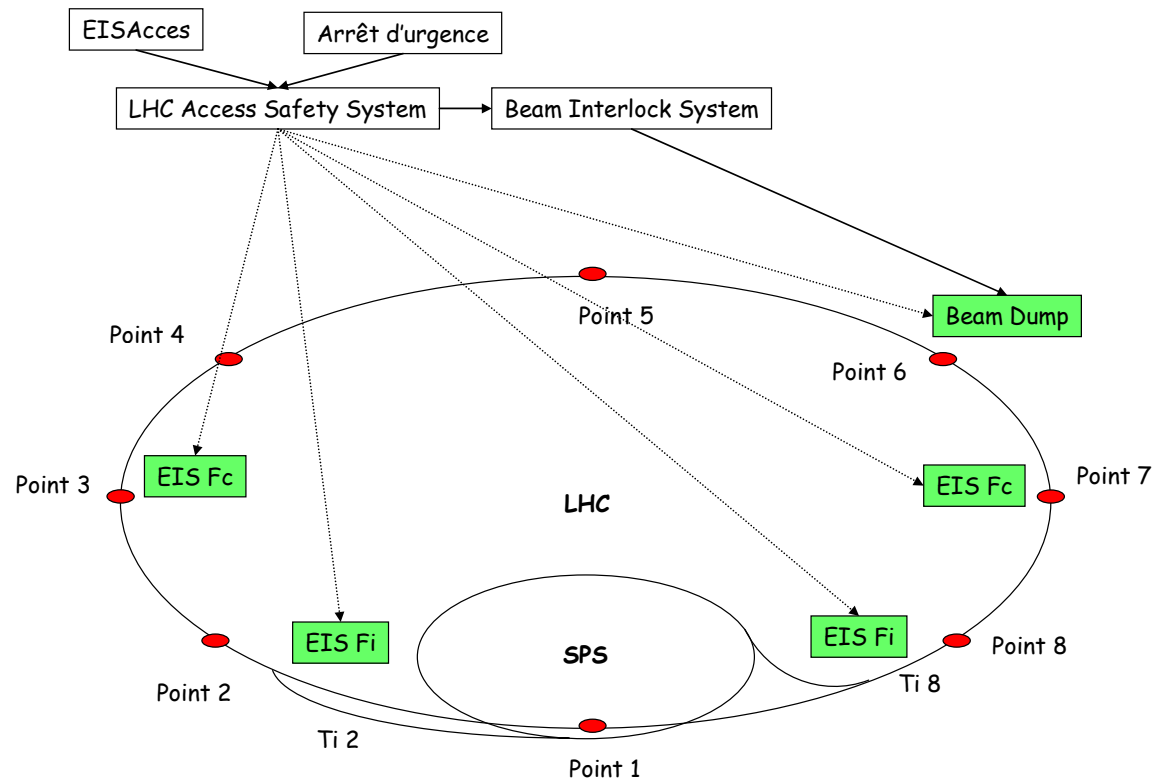 EISAcces
Arrêt d'urgence
LHC Access Safety System
Beam Interlock System
Beam Dump
Point 5
Point 4
Point 6
EIS Fc
EIS Fc
Point 3
Point 7
LHC
EIS Fi
EIS Fi
SPS
Point 8
Point 2
Ti 8
Ti 2
Point 1